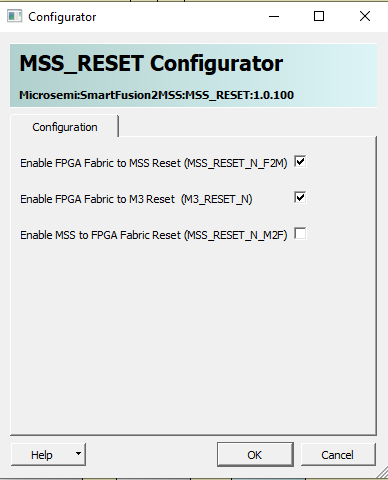 Configurator
MSS_RESET Configurator
Microsemi:SmartFusion2MSS:MSS_RESET:1.0.100
Configuration
Enable FPGA Fabric to MSS Reset (MSS_RESET_N_F2M)
Enable FPGA Fabric to M3 Reset (M3_RESET_N)
Enable MSS to FPGA Fabric Reset (MSS_RESET_N_M2F)
Help OK Cancel